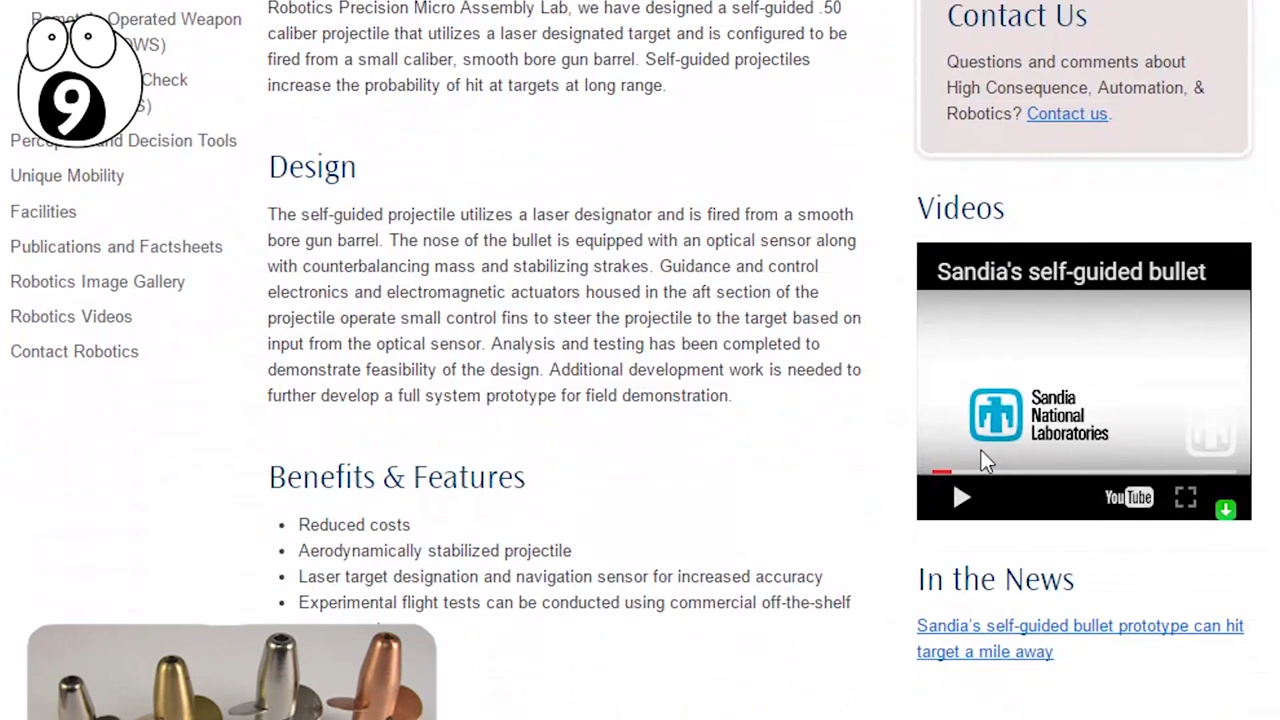 Operated Weapon
OWS)
Check
S)
and Decision Tools
Unique Mobility
Facilities
Publications and Factsheets
Robotics Image Gallery
Robotics Videos
Contact Robotics
9
Robotics Precision Micro Assembly Lab, we have designed a self-guided .50
caliber projectile that utilizes a laser designated target and is configured to be
fired from a small caliber, smooth bore gun barrel. Self-guided projectiles
increase the probability of hit at targets at long range.
Design
The self-guided projectile utilizes a laser designator and is fired from a smooth
bore gun barrel. The nose of the bullet is equipped with an optical sensor along
with counterbalancing mass and stabilizing strakes. Guidance and control
electronics and electromagnetic actuators housed in the aft section of the
projectile operate small control fins to steer the projectile to the target based on
input from the optical sensor. Analysis and testing has been completed to
demonstrate feasibility of the design. Additional development work is needed to
further develop a full system prototype for field demonstration.
Benefits & Features
Reduced costs
Aerodynamically stabilized projectile
Laser target designation and navigation sensor for increased accuracy
Experimental flight tests can be conducted using commercial off-the-shelf
Contact Us
Questions and comments about
High Consequence, Automation, &
Robotics? Contact us.
Videos
Sandia's self-guided bullet
Sandia
National
Laboratories
YouTube
In the News
Sandia's self-guided bullet prototype can hit
target a mile away